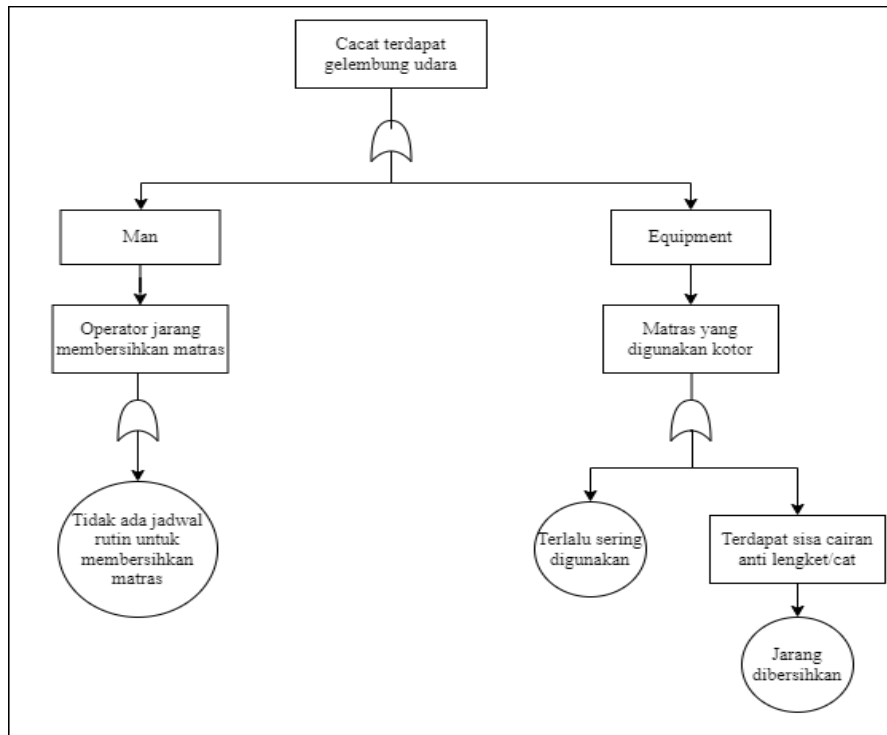 Cacat terdapat
gelembung udara
Man
Equipment
Operator jarang
membersihkan matras
Matras yang
digunakan kotor
Tidak ada jadwal
rutin untuk
membersihkan
matras
Terlalu sering
digunakan
Terdapat sisa cairan
anti lengket/cat
Jarang
dibersihkan